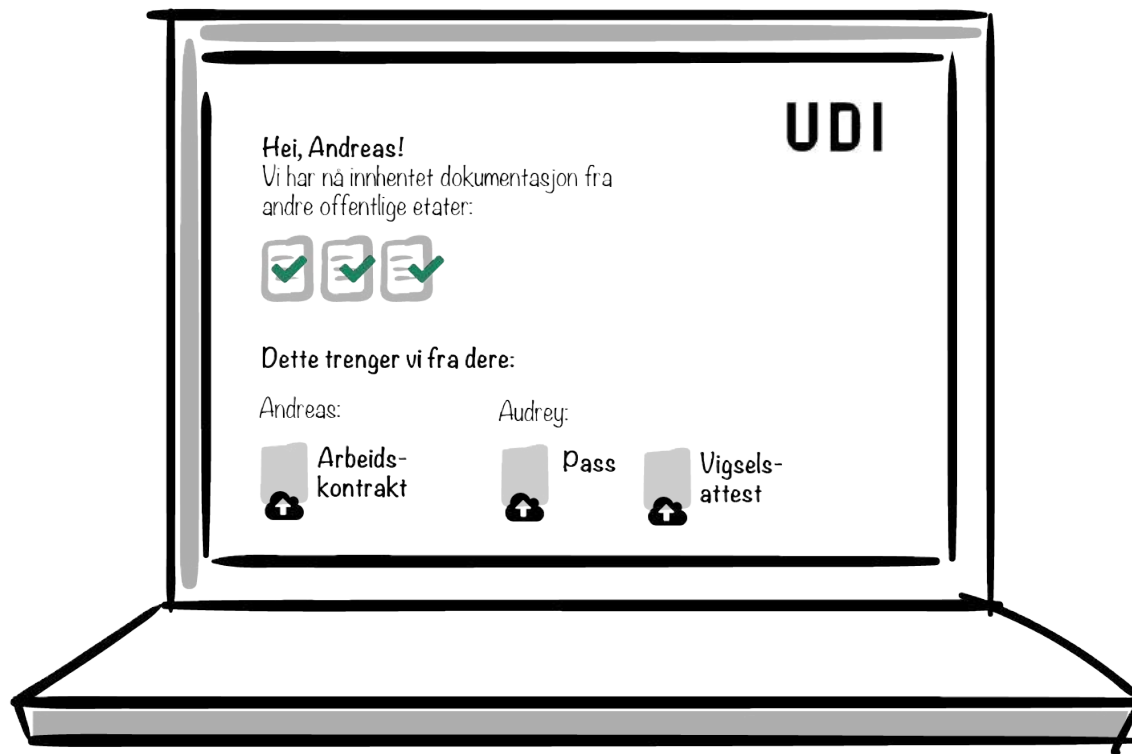 UDI
Hei, Andreas!
Vi har nå innhentet dokumentasjon fra
andre offentlige etater:
Dette trenger vi fra dere:
Andreas:
Arbeids-
kontrakt
Audrey:
Pass
Vigsels-
attest